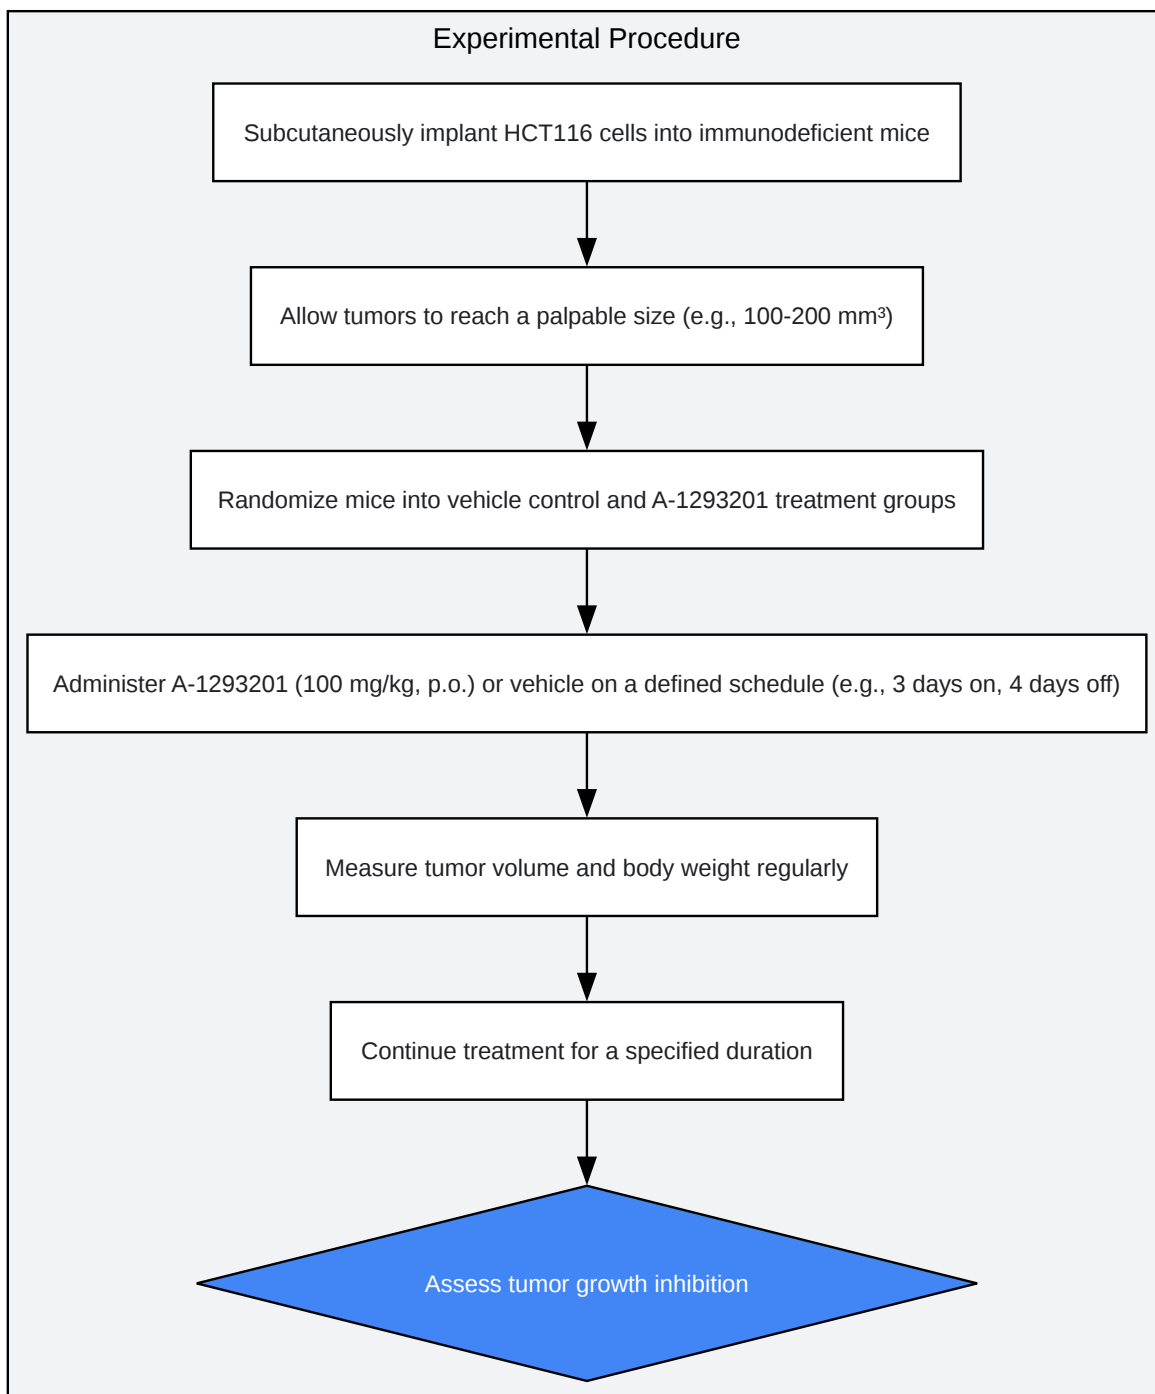 Experimental Procedure
Subcutaneously implant HCT116 cells into immunodeficient mice
Allow tumors to reach a palpable size (e.g., 100-200 mm³)
Randomize mice into vehicle control and A-1293201 treatment groups
Administer A-1293201 (100 mg/kg, p.o.) or vehicle on a defined schedule (e.g., 3 days on, 4 days off)
Measure tumor volume and body weight regularly
Continue treatment for a specified duration
Assess tumor growth inhibition